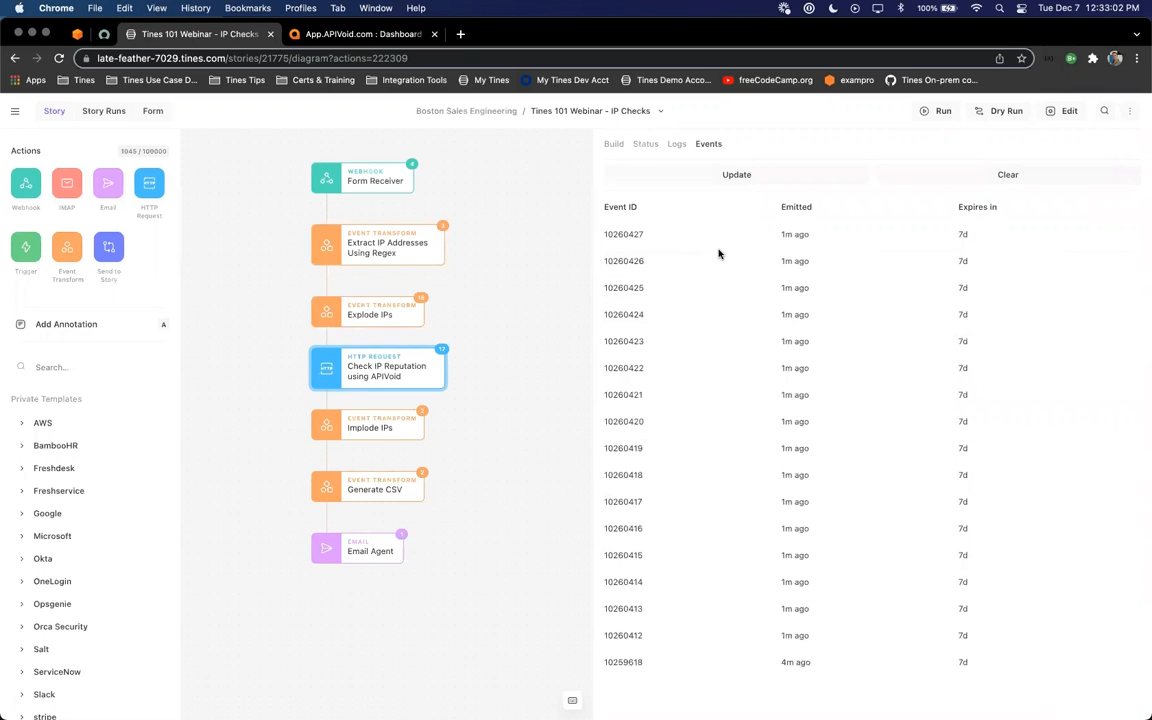 Chrome File Edit View History Bookmarks Profiles Tab Window Help 100% Tue Dec 7 12:33:02 PM
Tines 101 Webinar - IP Checks App.APIVoid.com : Dashboard
late-feather-7029.tines.com/stories/21775/diagram?actions=222309
Apps Tines Tines Use Case D... Tines Tips Certs & Training Integration Tools My Tines My Tines Dev Acct Tines Demo Acco... freeCodeCamp.org exampro Tines On-prem co...
Story Story Runs Form Boston Sales Engineering / Tines 101 Webinar - IP Checks Run Dry Run Edit
Actions 1045 / 100000
Webhook IMAP Email HTTP Request
Trigger Event Transform Send to Story
Add Annotation A
Search...
Private Templates
AWS
BambooHR
Freshdesk
Freshservice
Google
Microsoft
Okta
OneLogin
Opsgenie
Orca Security
Salt
ServiceNow
Slack
stripe
4
WEBHOOK
Form Receiver
EVENT TRANSFORM
Extract IP Addresses
Using Regex
EVENT TRANSFORM
Explode IPs
17
HTTP REQUEST
Check IP Reputation
using APIVoid
EVENT TRANSFORM
Implode IPs
2
EVENT TRANSFORM
Generate CSV
1
EMAIL
Email Agent
Build Status Logs Events
Update Clear
Event ID Emitted Expires in
10260427 1m ago 7d
10260426 1m ago 7d
10260425 1m ago 7d
10260424 1m ago 7d
10260423 1m ago 7d
10260422 1m ago 7d
10260421 1m ago 7d
10260420 1m ago 7d
10260419 1m ago 7d
10260418 1m ago 7d
10260417 1m ago 7d
10260416 1m ago 7d
10260415 1m ago 7d
10260414 1m ago 7d
10260413 1m ago 7d
10260412 1m ago 7d
10259618 4m ago 7d